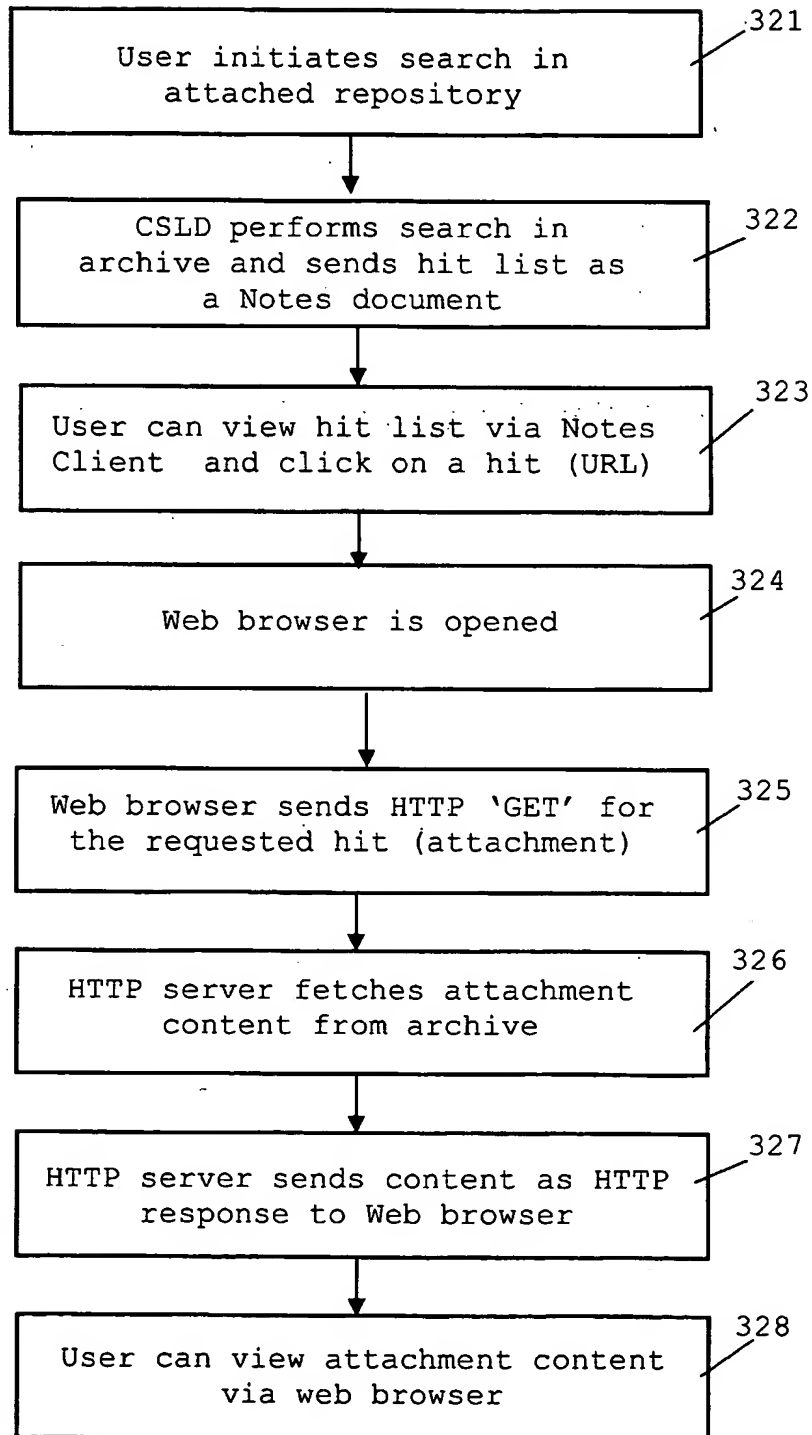 321
User initiates search in
attached repository
322
CSLD performs search in
archive and sends hit list as
a Notes document
323
User can view hit list via Notes
Client and click on a hit (URL)
324
Web browser is opened
325
Web browser sends HTTP ‘GET’ for
the requested hit (attachment)
326
HTTP server fetches attachment
content from archive
327
HTTP server sends content as HTTP
response to Web browser
328
User can view attachment content
via web browser